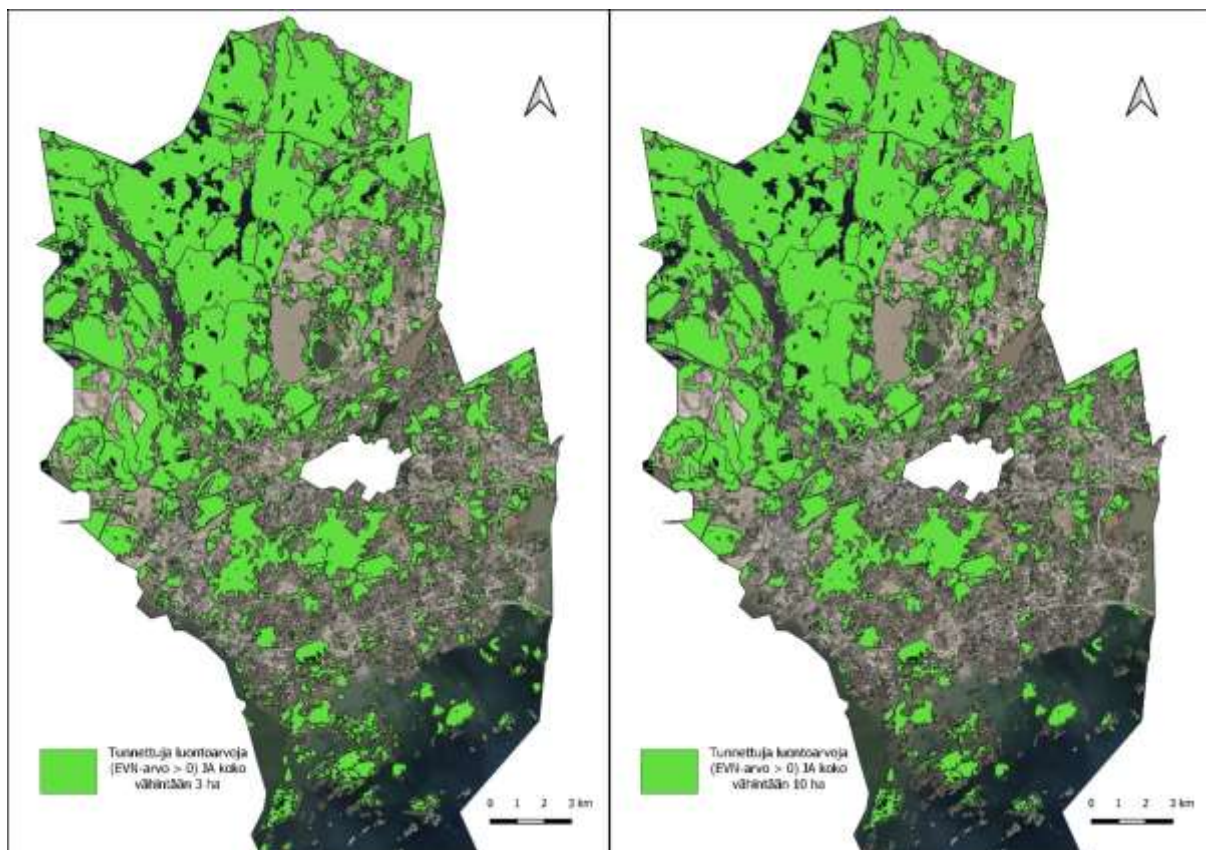 Tunnettuja luontoarvoja
(EVN-arvo > 0) JA koko
vähintään 3 ha
0 1 2 3 km
Tunnettuja luontoarvoja
(EVN-arvo > 0) JA koko
vähintään 10 ha
0 1 2 3 km